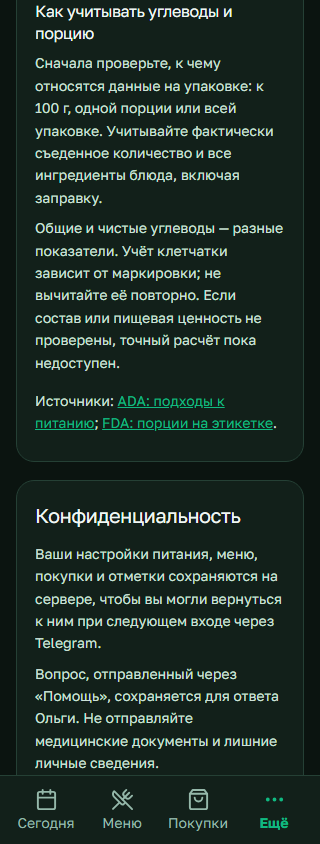 Как учитывать углеводы и
порцию
Сначала проверьте, к чему
относятся данные на упаковке: к
100 г, одной порции или всей
упаковке. Учитывайте фактически
съеденное количество и все
ингредиенты блюда, включая
заправку.
Общие и чистые углеводы — разные
показатели. Учёт клетчатки
зависит от маркировки; не
вычитайте её повторно. Если
состав или пищевая ценность не
проверены, точный расчёт пока
недоступен.
Источники: ADA: подходы к
питанию; FDA: порции на этикетке.
Конфиденциальность
Ваши настройки питания, меню,
покупки и отметки сохраняются на
сервере, чтобы вы могли вернуться
к ним при следующем входе через
Telegram.
Вопрос, отправленный через
«Помощь», сохраняется для ответа
Ольги. Не отправляйте
медицинские документы и лишние
личные сведения.
Сегодня Меню Покупки Ещё